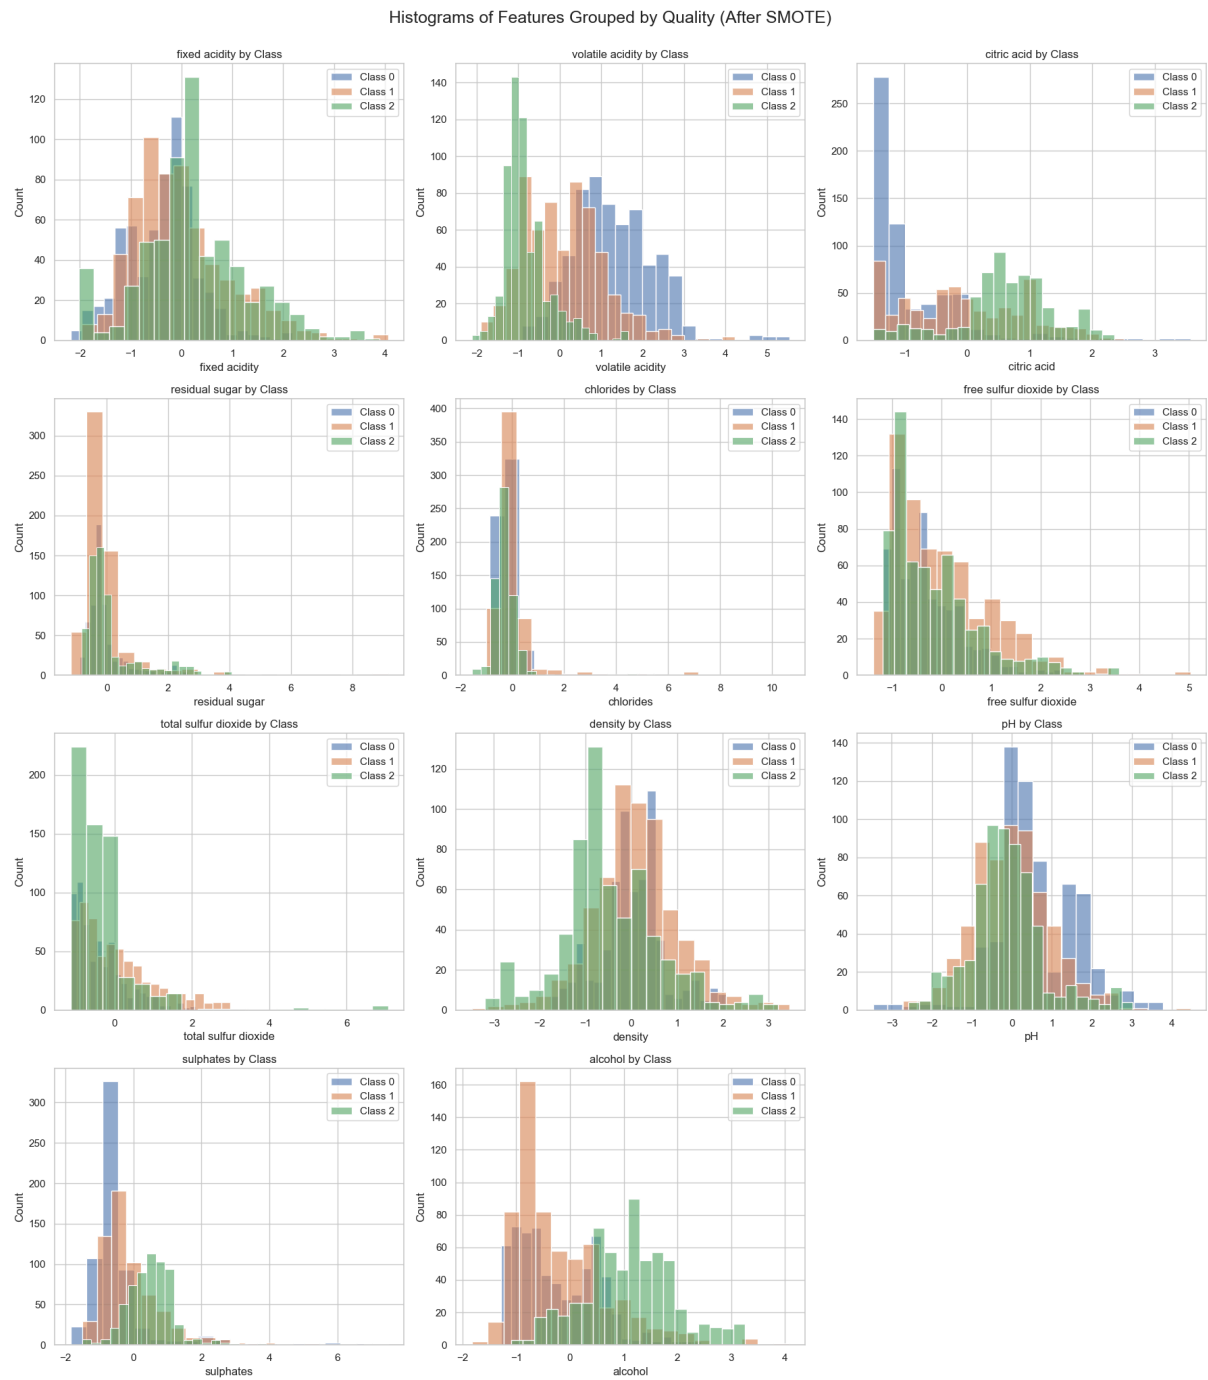 Histograms of Features Grouped by Quality (After SMOTE)
fixed acidity by Class
Class 0
Class 1
Class 2
Count
0
20
40
60
80
100
120
−2
−1
0
1
2
3
4
fixed acidity
volatile acidity by Class
Class 0
Class 1
Class 2
Count
0
20
40
60
80
100
120
140
−2
−1
0
1
2
3
4
5
volatile acidity
citric acid by Class
Class 0
Class 1
Class 2
Count
0
50
100
150
200
250
−1
0
1
2
3
citric acid
residual sugar by Class
Class 0
Class 1
Class 2
Count
0
50
100
150
200
250
300
0
2
4
6
8
residual sugar
chlorides by Class
Class 0
Class 1
Class 2
Count
0
50
100
150
200
250
300
350
400
−2
0
2
4
6
8
10
chlorides
free sulfur dioxide by Class
Class 0
Class 1
Class 2
Count
0
20
40
60
80
100
120
140
−1
0
1
2
3
4
5
free sulfur dioxide
total sulfur dioxide by Class
Class 0
Class 1
Class 2
Count
0
50
100
150
200
0
2
4
6
total sulfur dioxide
density by Class
Class 0
Class 1
Class 2
Count
0
20
40
60
80
100
120
−3
−2
−1
0
1
2
3
density
pH by Class
Class 0
Class 1
Class 2
Count
0
20
40
60
80
100
120
140
−3
−2
−1
0
1
2
3
4
pH
sulphates by Class
Class 0
Class 1
Class 2
Count
0
50
100
150
200
250
300
−2
0
2
4
6
sulphates
alcohol by Class
Class 0
Class 1
Class 2
Count
0
20
40
60
80
100
120
140
160
−2
−1
0
1
2
3
4
alcohol